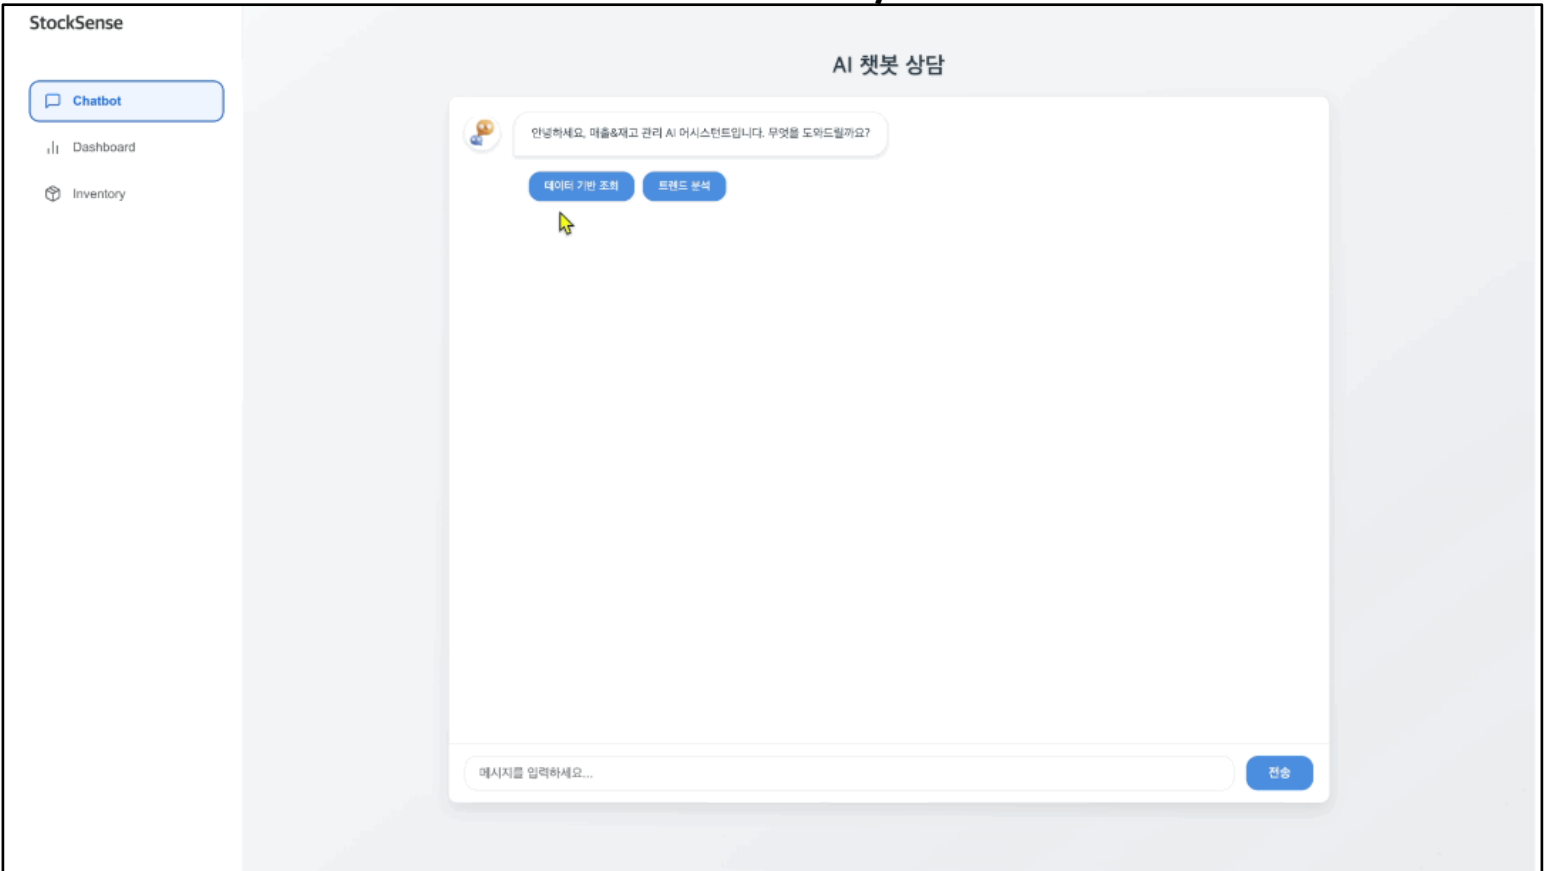 StockSense
Chatbot
Dashboard
Inventory
AI 챗봇 상담
안녕하세요, 매출&재고 관리 AI 어시스턴트입니다. 무엇을 도와드릴까요?
데이터 기반 조회
트렌드 분석
메시지를 입력하세요...
전송